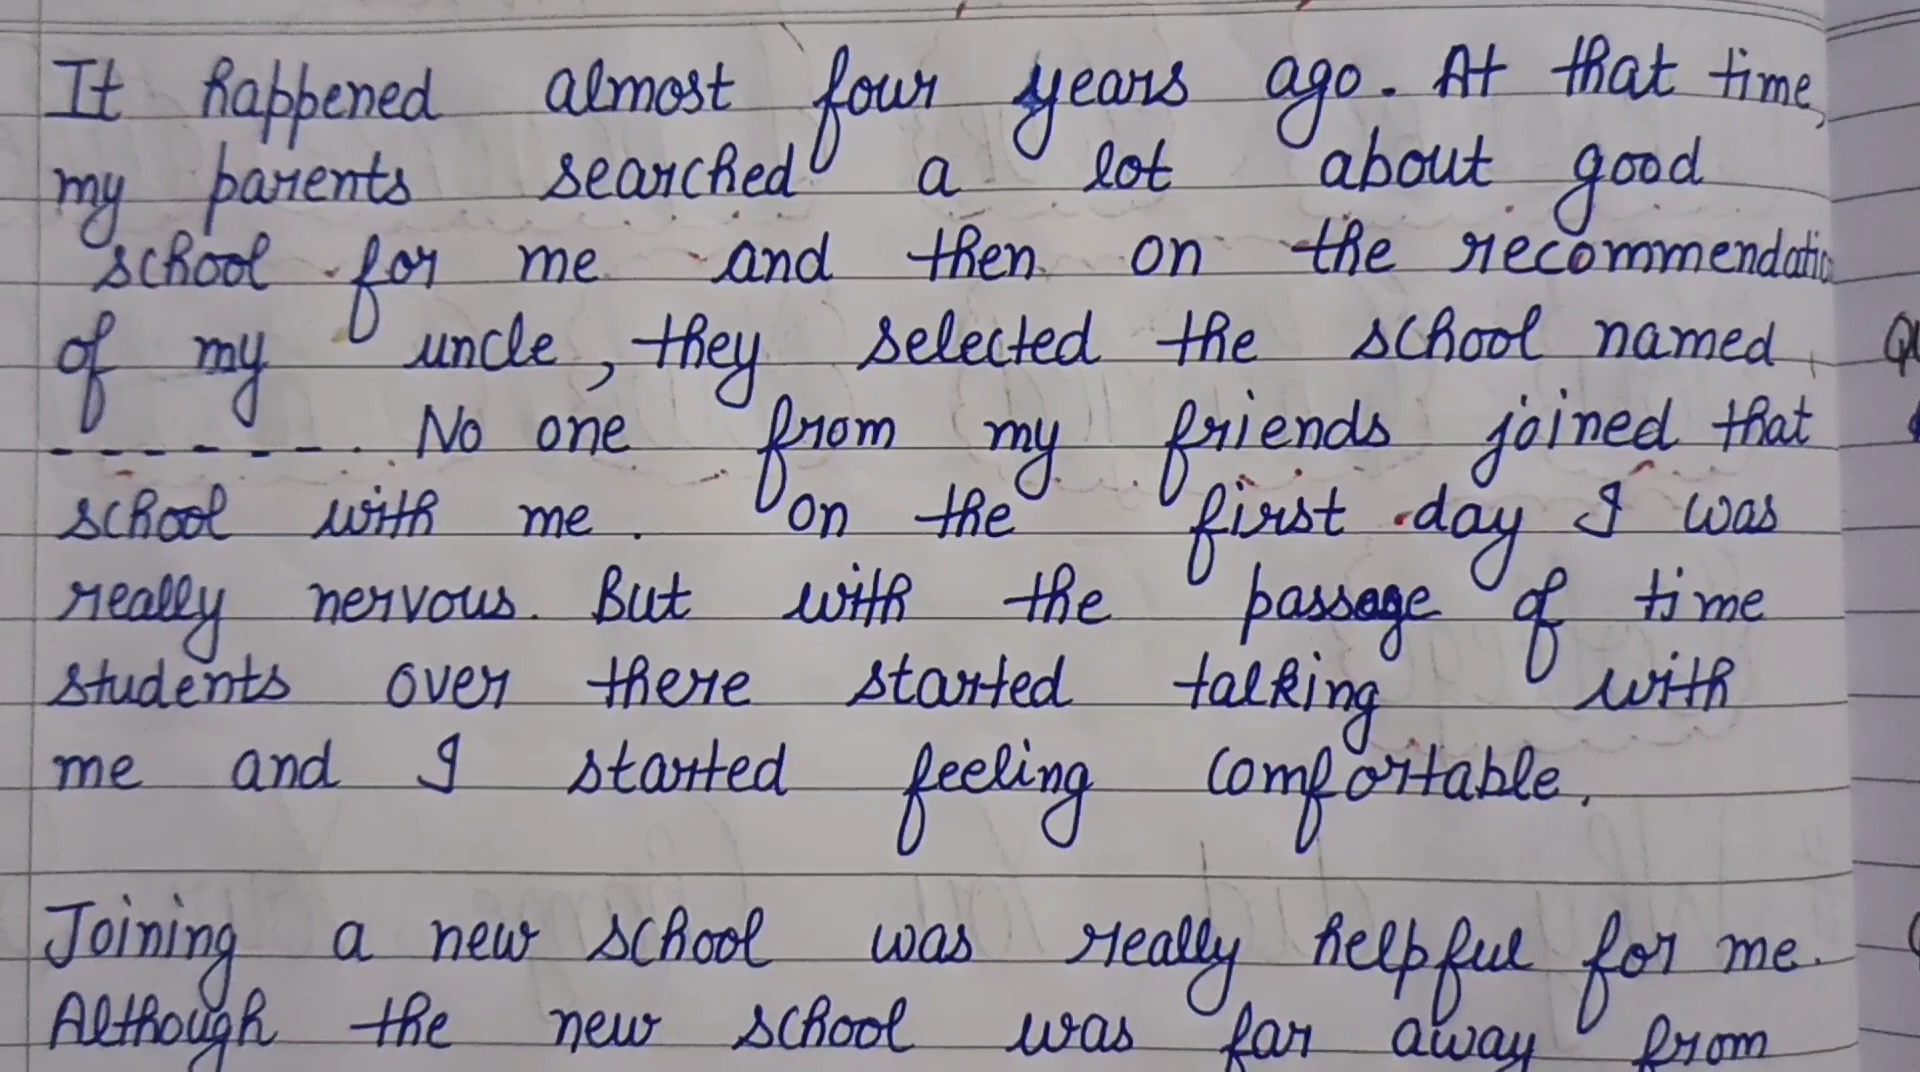 It happened almost four years ago. At that time,
my parents searched a lot about good
school for me and then on the recommendatio
of my uncle, they selected the school named
- - - - - - . No one from my friends joined that
school with me. on the first day I was
really nervous. But with the passage of time
students over there started talking with
me and I started feeling comfortable.
Joining a new school was really helpful for me.
Although the new school was far away from